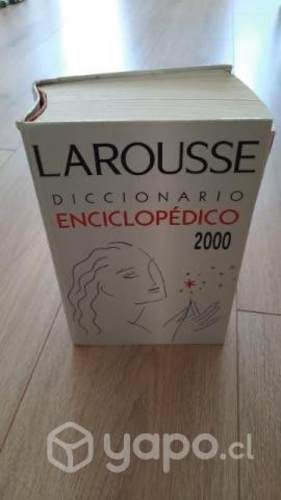 LAROUSSE
DICCIONARIO
ENCICLOPÉDICO
2000
yapo.cl